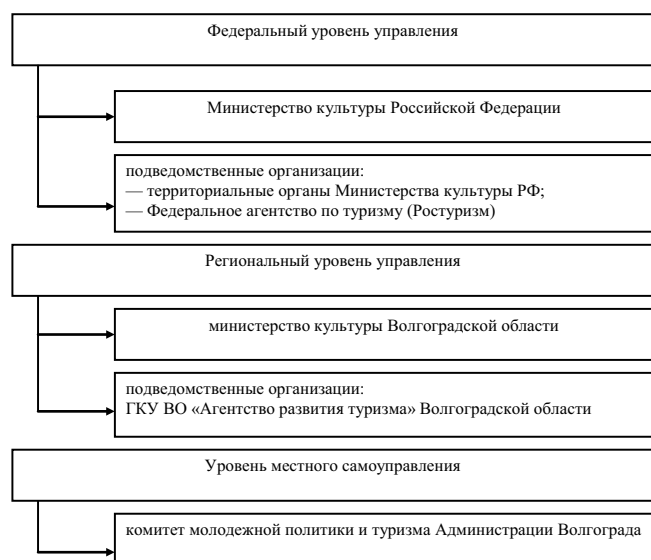 Федеральный уровень управления
Министерство культуры Российской Федерации
подведомственные организации:
— территориальные органы Министерства культуры РФ;
— Федеральное агентство по туризму (Ростуризм)
Региональный уровень управления
министерство культуры Волгоградской области
подведомственные организации:
ГКУ ВО «Агентство развития туризма» Волгоградской области
Уровень местного самоуправления
комитет молодежной политики и туризма Администрации Волгограда